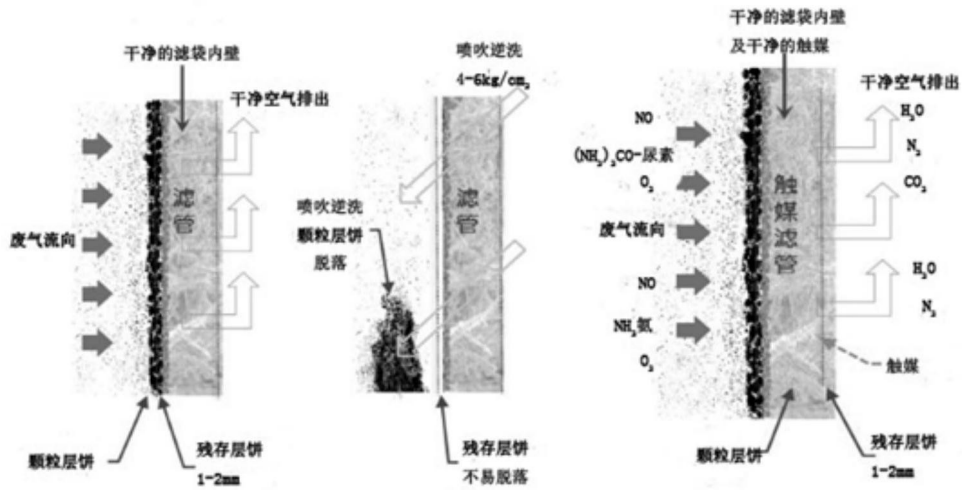 干净的滤袋内壁
干净空气排出
废气流向
滤管
颗粒层饼
残存层饼
1-2mm
喷吹逆洗
4-6kg/cm₂
喷吹逆洗
颗粒层饼
脱落
滤管
残存层饼
不易脱落
干净的滤袋内壁
及干净的触媒
干净空气排出
NO
(NH₂)₂CO-尿素
O₂
废气流向
NO
NH₃氨
O₂
触媒滤管
H₂O
N₂
CO₂
H₂O
N₂
触媒
颗粒层饼
残存层饼
1-2mm